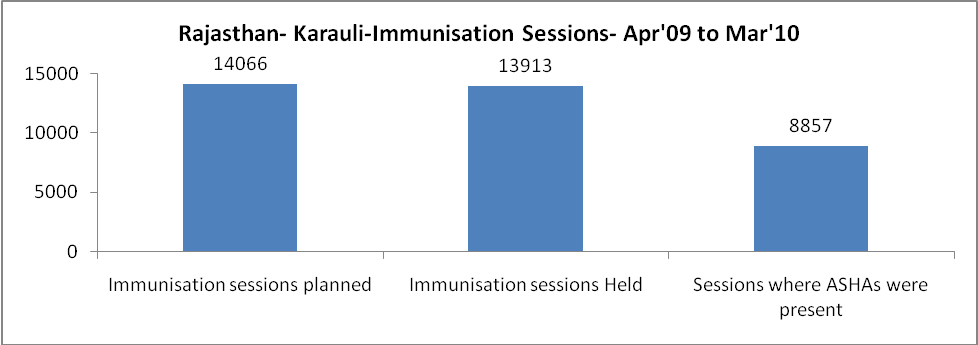 Rajasthan- Karauli-Immunisation Sessions- Apr'09 to Mar'10
14066
13913
8857
15000
10000
5000
0
Immunisation sessions planned
Immunisation sessions Held
Sessions where ASHAs were
present